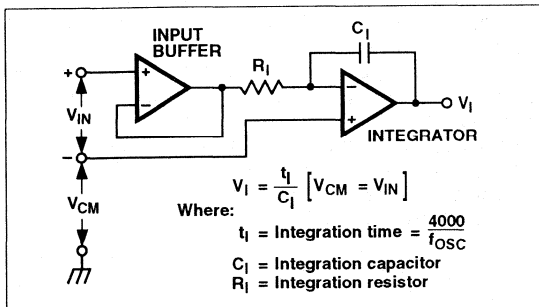 INPUT
BUFFER
C_I
R_I
+
+
−
−
+
V_IN
V_I
INTEGRATOR
−
V_CM
V_I = t_I/C_I [V_CM = V_IN]
Where:
t_I = Integration time = 4000/f_OSC
C_I = Integration capacitor
R_I = Integration resistor